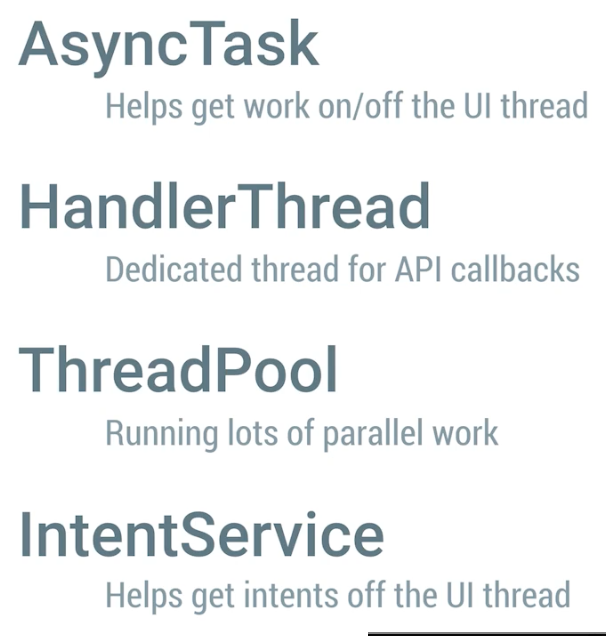 AsyncTask
Helps get work on/off the UI thread
HandlerThread
Dedicated thread for API callbacks
ThreadPool
Running lots of parallel work
IntentService
Helps get intents off the UI thread